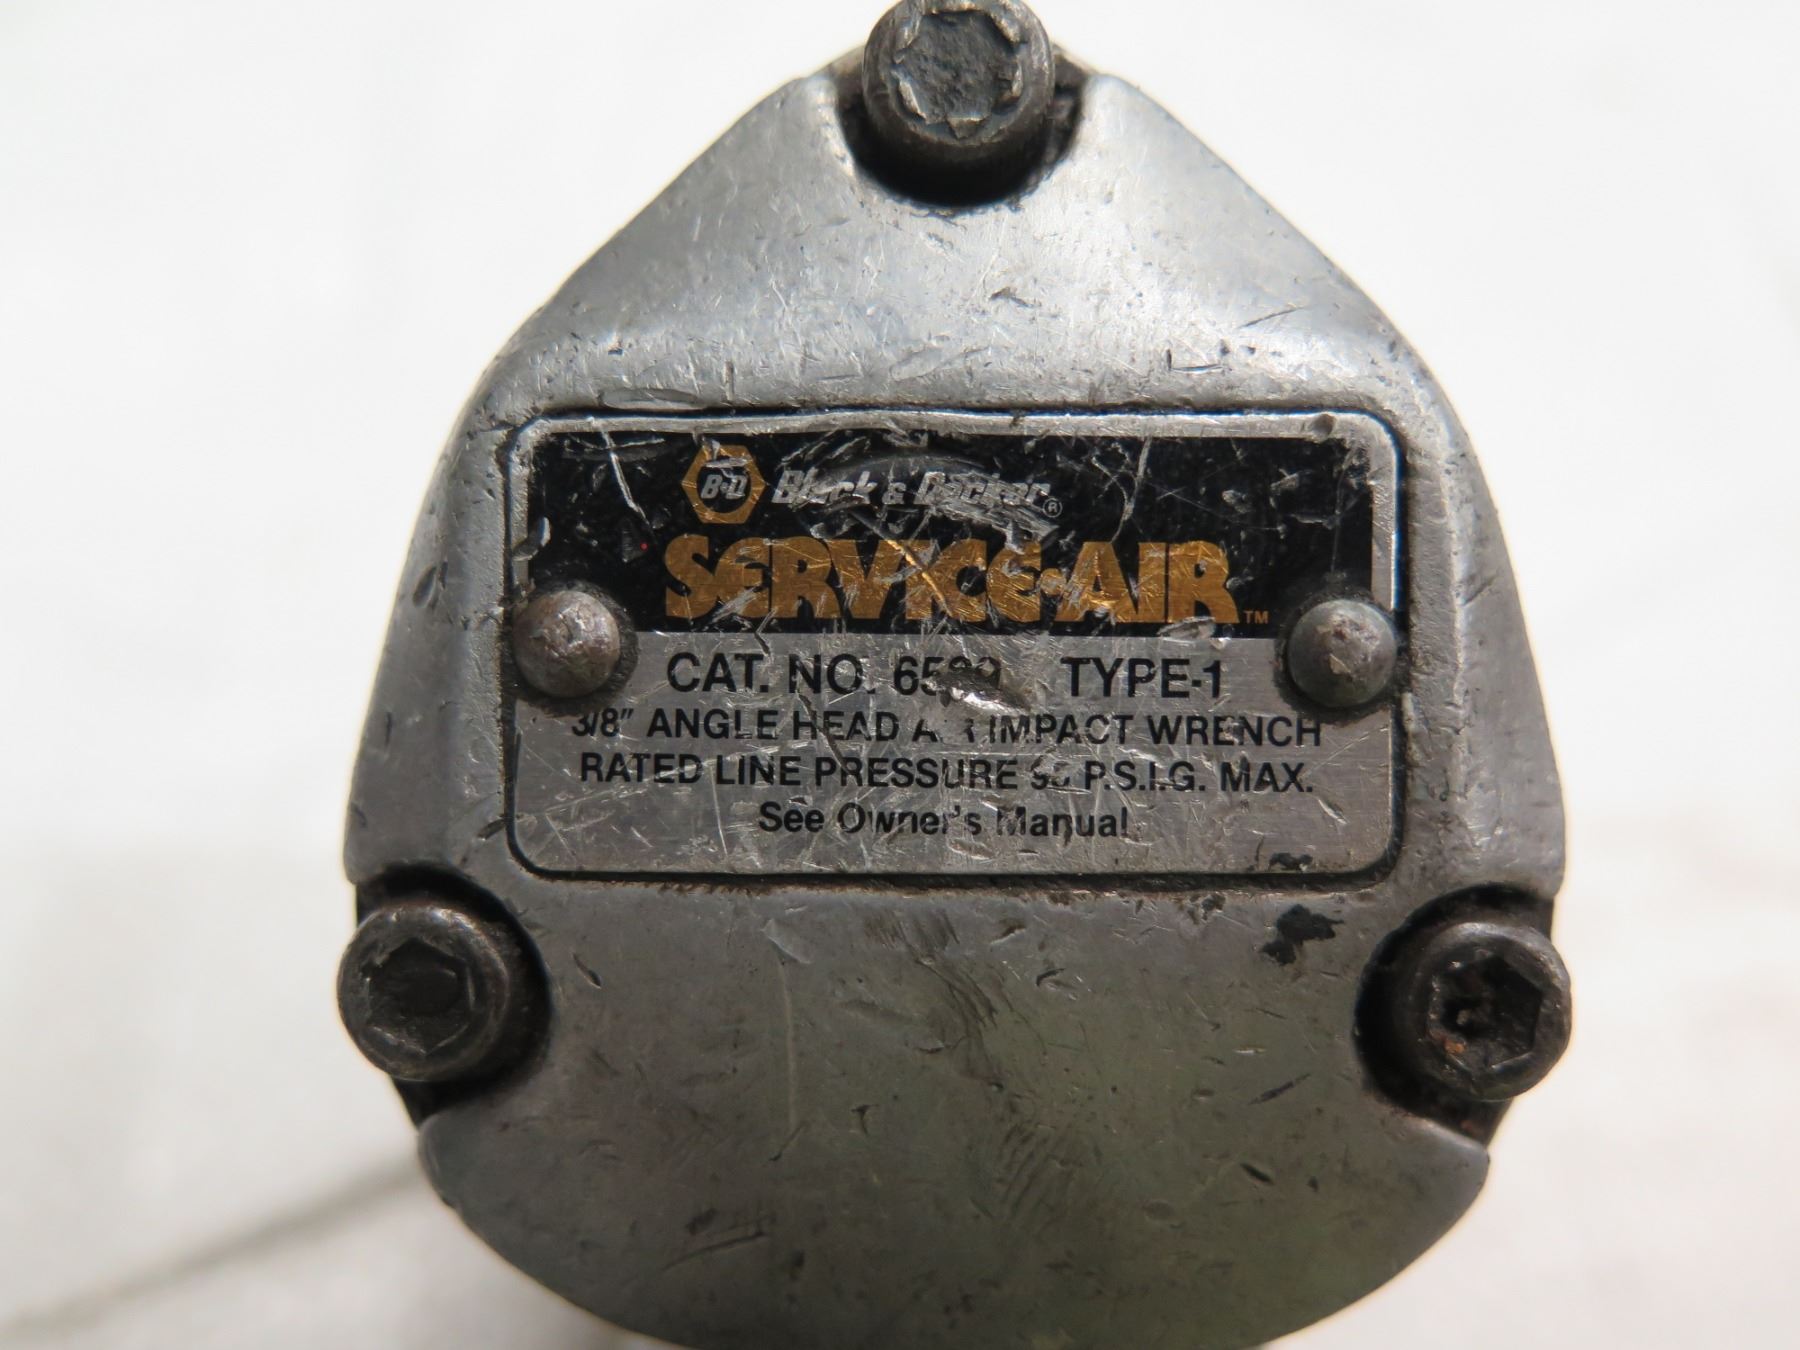 B·D Black & Decker®
SERVICE·AIR™
CAT. NO. TYPE-1
3/8" ANGLE HEAD AIR IMPACT WRENCH
RATED LINE PRESSURE P.S.I.G. MAX.
See Owner's Manual